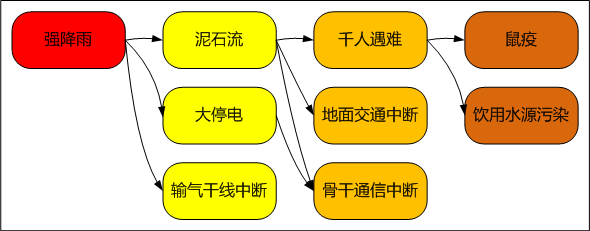 强降雨
泥石流
千人遇难
鼠疫
大停电
地面交通中断
饮用水源污染
输气干线中断
骨干通信中断